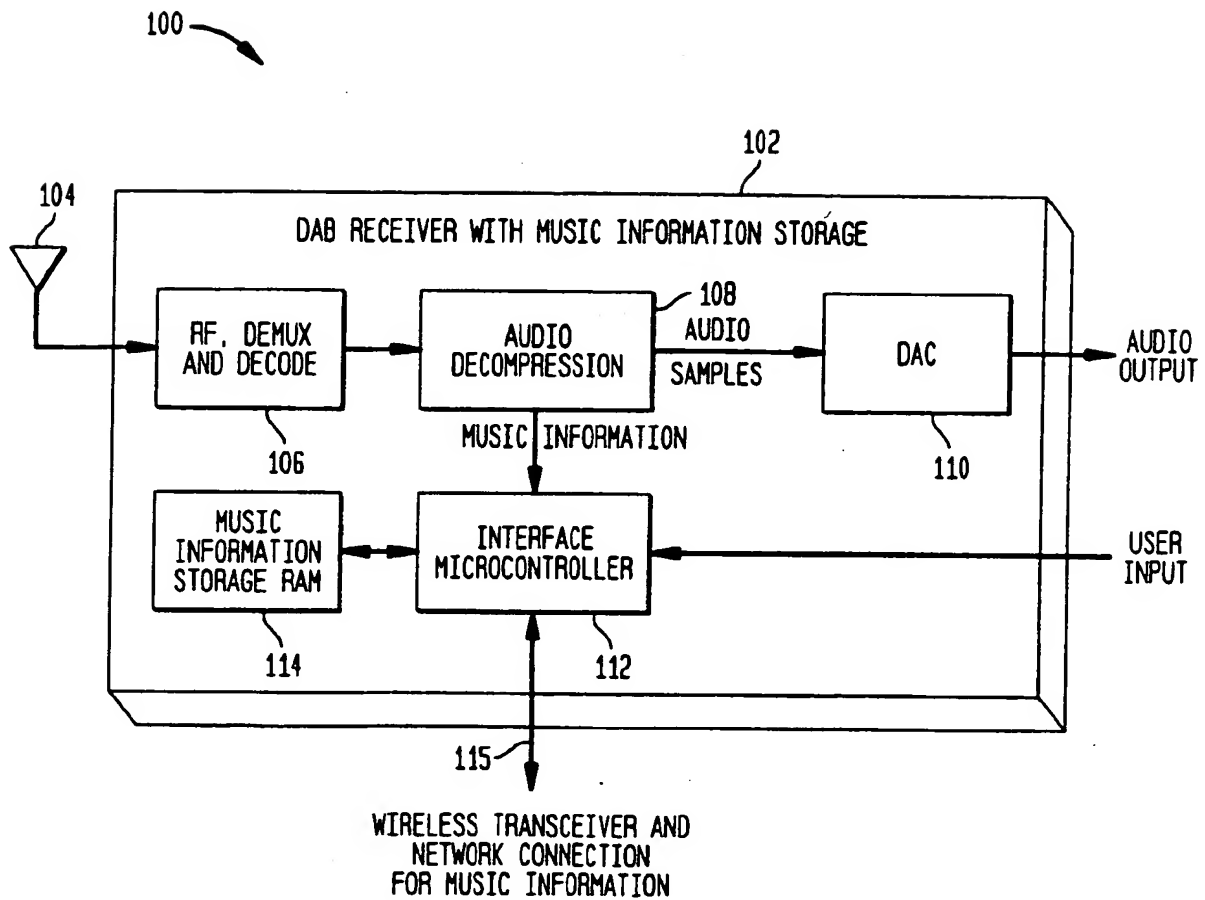 100
102
104
DAB RECEIVER WITH MUSIC INFORMATION STORAGE
RF, DEMUX
AND DECODE
106
AUDIO
DECOMPRESSION
108
AUDIO
SAMPLES
DAC
110
AUDIO
OUTPUT
MUSIC INFORMATION
MUSIC
INFORMATION
STORAGE RAM
114
INTERFACE
MICROCONTROLLER
112
USER
INPUT
115
WIRELESS TRANSCEIVER AND
NETWORK CONNECTION
FOR MUSIC INFORMATION